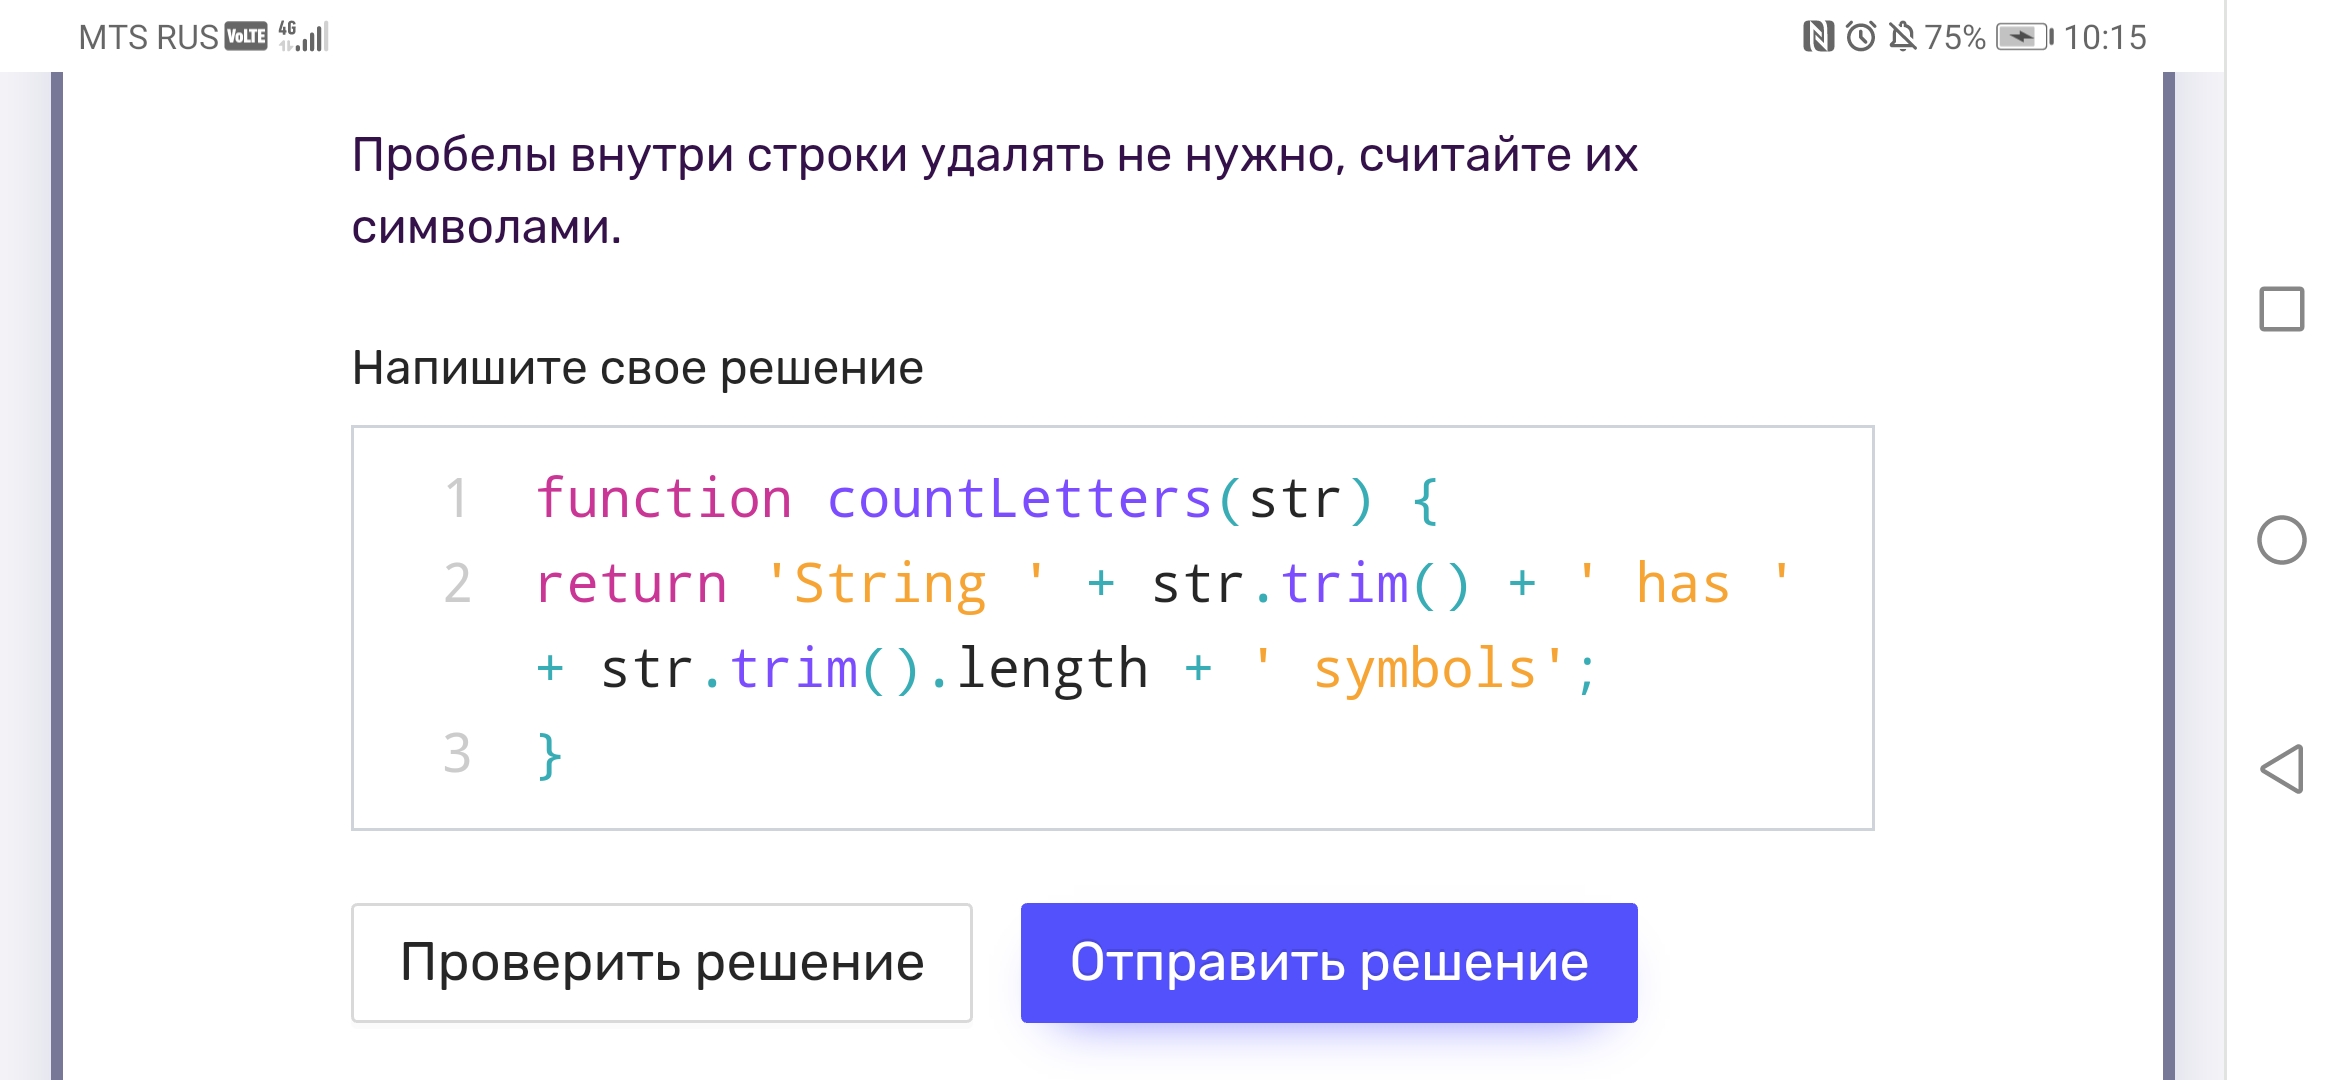 MTS RUS VoLTE 4G 75% 10:15
Пробелы внутри строки удалять не нужно, считайте их
символами.
Напишите свое решение
1 function countLetters(str) {
2 return 'String ' + str.trim() + ' has '
+ str.trim().length + ' symbols';
3 }
Проверить решение Отправить решение